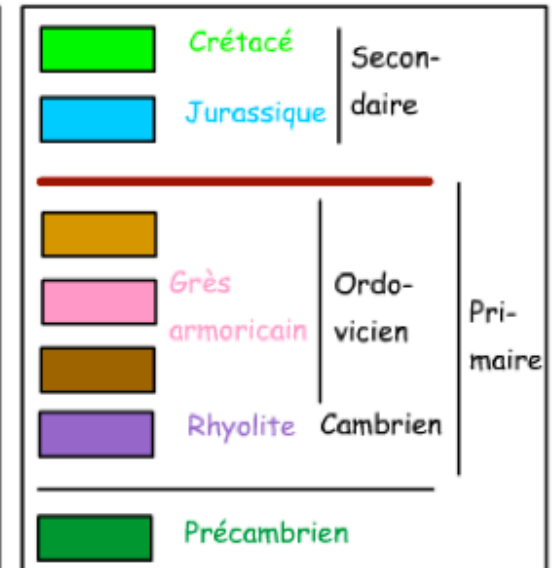 Crétacé
Secon-
Jurassique
daire
Grès
armoricain
Ordo-
vicien
Pri-
maire
Rhyolite
Cambrien
Précambrien